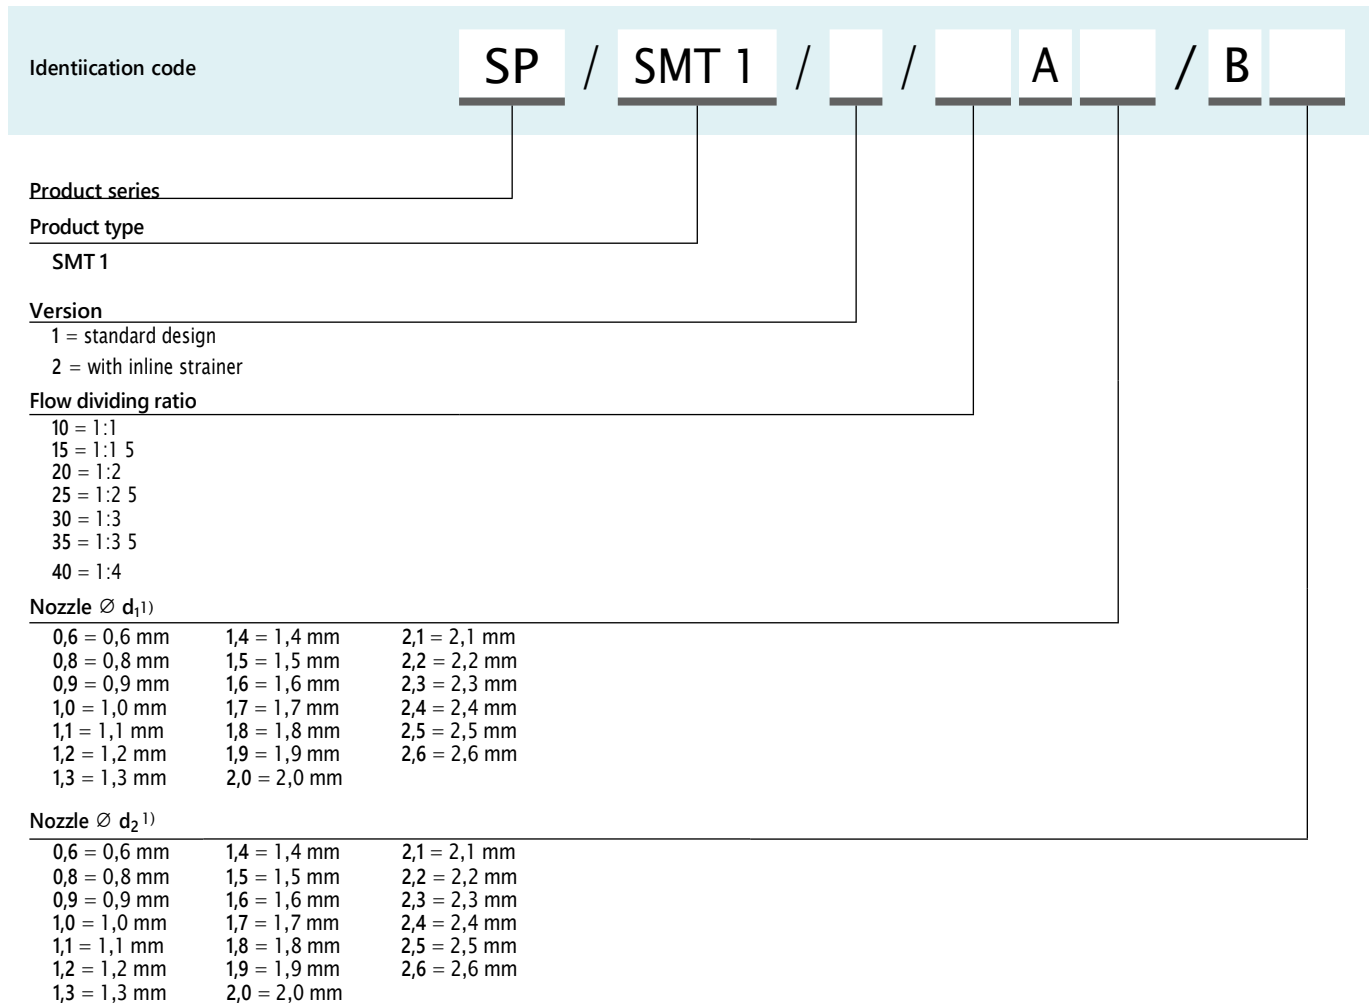 Identiication code SP / SMT 1 / / A / B
Product series
Product type
SMT 1
Version
1 = standard design
2 = with inline strainer
Flow dividing ratio
10 = 1:1
15 = 1:1 5
20 = 1:2
25 = 1:2 5
30 = 1:3
35 = 1:3 5
40 = 1:4
Nozzle ∅ d₁1)
0,6 = 0,6 mm 1,4 = 1,4 mm 2,1 = 2,1 mm
0,8 = 0,8 mm 1,5 = 1,5 mm 2,2 = 2,2 mm
0,9 = 0,9 mm 1,6 = 1,6 mm 2,3 = 2,3 mm
1,0 = 1,0 mm 1,7 = 1,7 mm 2,4 = 2,4 mm
1,1 = 1,1 mm 1,8 = 1,8 mm 2,5 = 2,5 mm
1,2 = 1,2 mm 1,9 = 1,9 mm 2,6 = 2,6 mm
1,3 = 1,3 mm 2,0 = 2,0 mm
Nozzle ∅ d₂1)
0,6 = 0,6 mm 1,4 = 1,4 mm 2,1 = 2,1 mm
0,8 = 0,8 mm 1,5 = 1,5 mm 2,2 = 2,2 mm
0,9 = 0,9 mm 1,6 = 1,6 mm 2,3 = 2,3 mm
1,0 = 1,0 mm 1,7 = 1,7 mm 2,4 = 2,4 mm
1,1 = 1,1 mm 1,8 = 1,8 mm 2,5 = 2,5 mm
1,2 = 1,2 mm 1,9 = 1,9 mm 2,6 = 2,6 mm
1,3 = 1,3 mm 2,0 = 2,0 mm